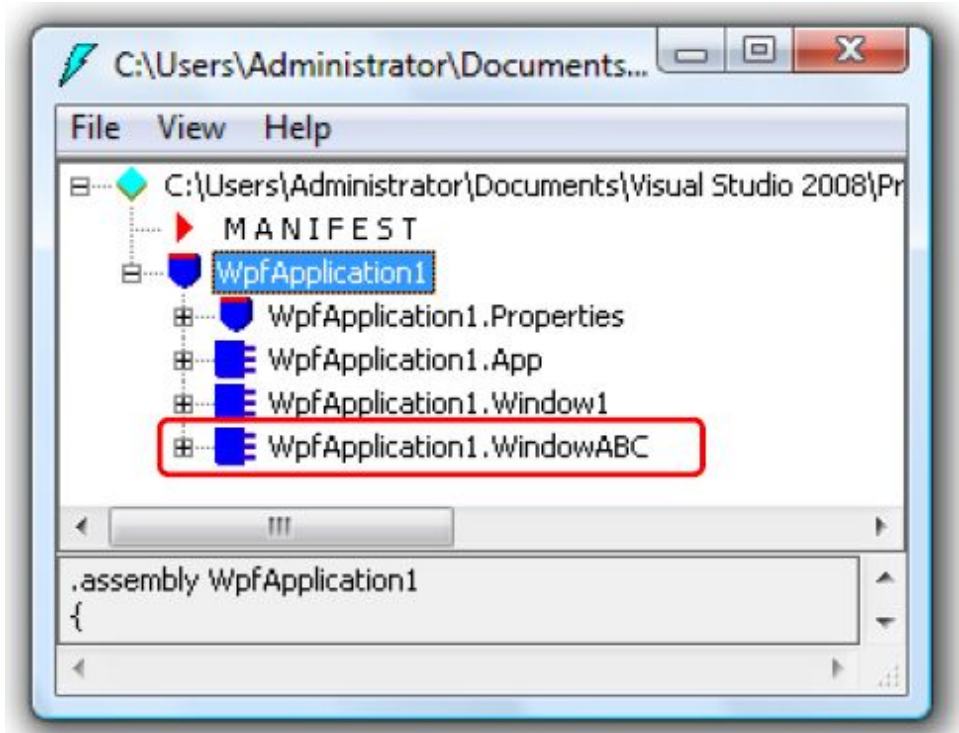 C:\Users\Administrator\Documents...
File View Help
C:\Users\Administrator\Documents\Visual Studio 2008\Pr
M A N I F E S T
WpfApplication1
WpfApplication1.Properties
WpfApplication1.App
WpfApplication1.Window1
WpfApplication1.WindowABC
.assembly WpfApplication1
{